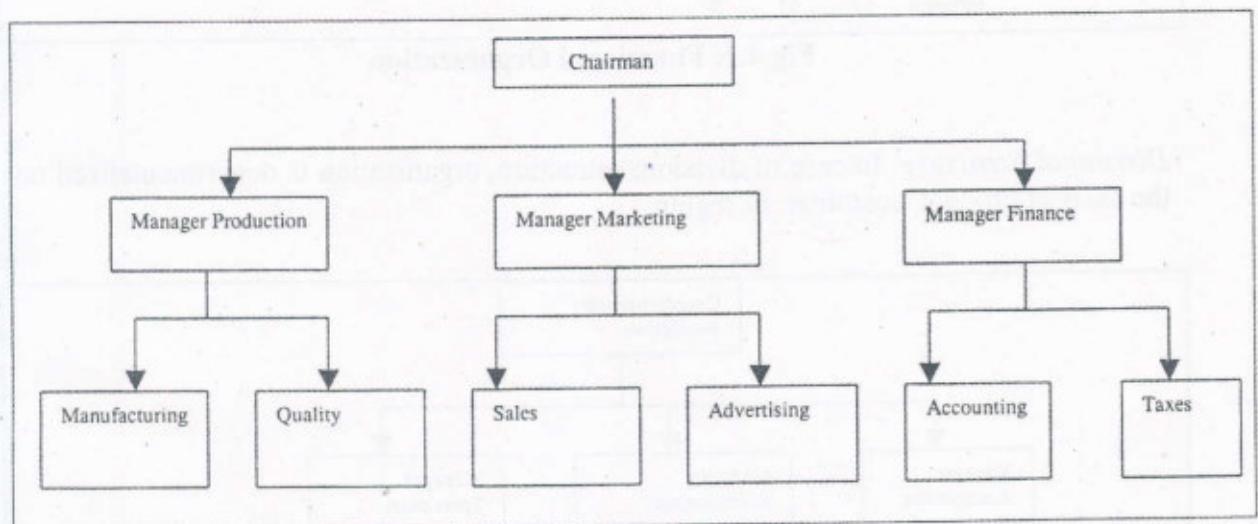 Chairman
Manager Production
Manager Marketing
Manager Finance
Manufacturing
Quality
Sales
Advertising
Accounting
Taxes